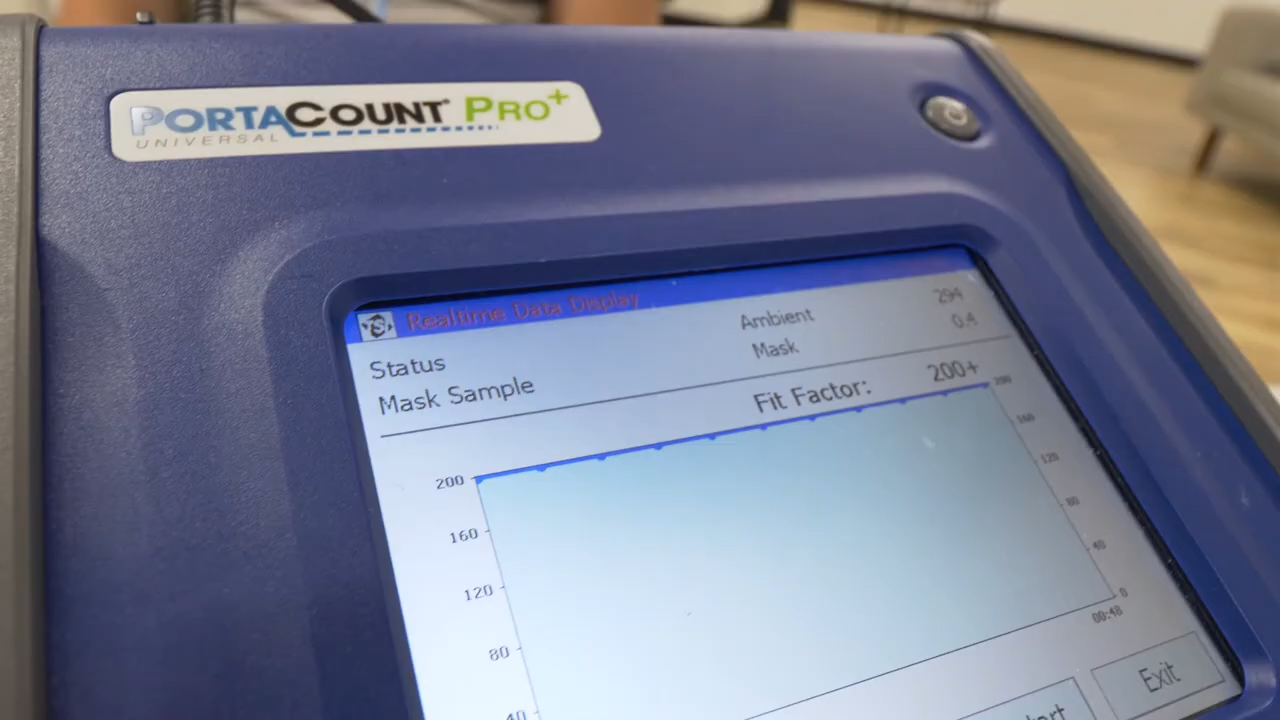 PORTACOUNT® PRO+
UNIVERSAL
Realtime Data Display
Status
Mask Sample
Ambient 294
Mask 0.4
Fit Factor: 200+
200
160
120
80
40
200
160
120
80
40
0
00:48
Exit